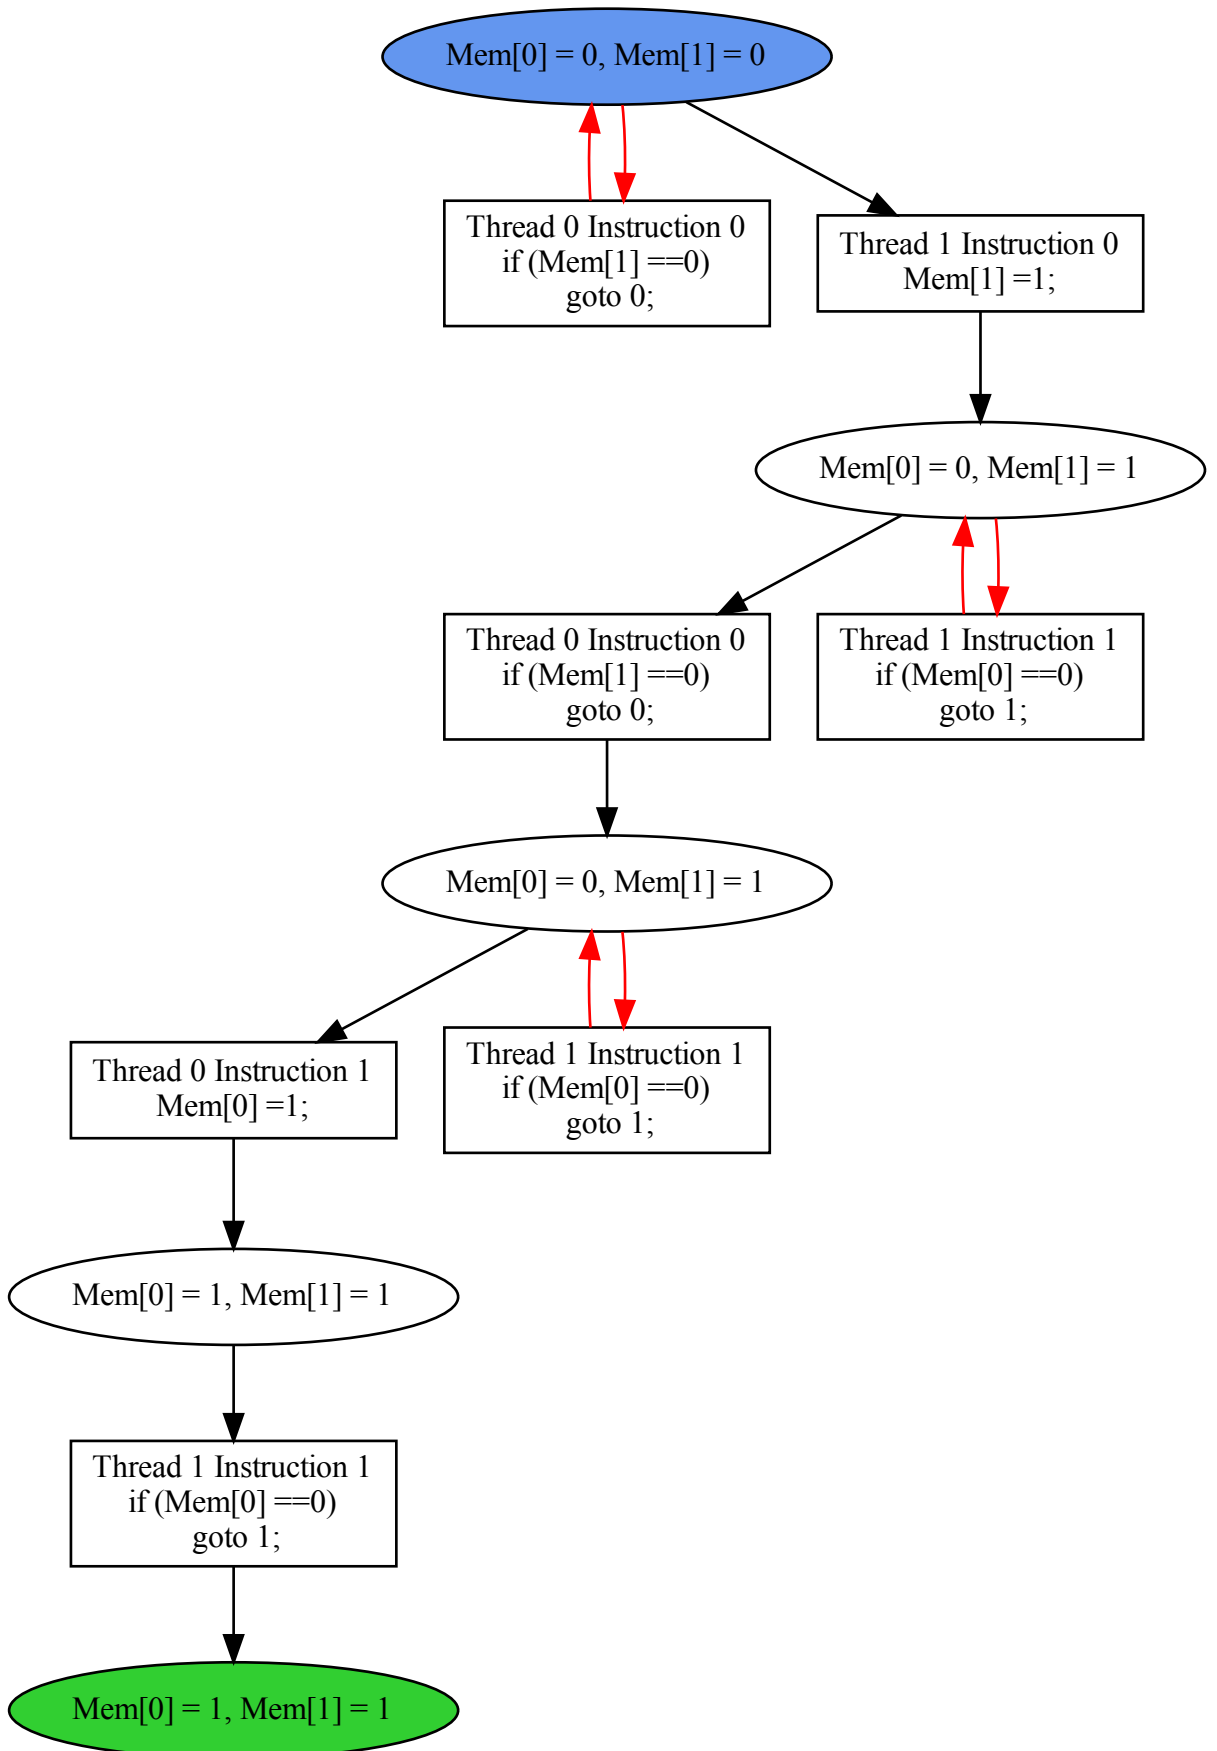 Mem[0] = 0, Mem[1] = 0
Thread 0 Instruction 0
if (Mem[1] ==0)
goto 0;
Thread 1 Instruction 0
Mem[1] =1;
Mem[0] = 0, Mem[1] = 1
Thread 0 Instruction 0
if (Mem[1] ==0)
goto 0;
Thread 1 Instruction 1
if (Mem[0] ==0)
goto 1;
Mem[0] = 0, Mem[1] = 1
Thread 0 Instruction 1
Mem[0] =1;
Thread 1 Instruction 1
if (Mem[0] ==0)
goto 1;
Mem[0] = 1, Mem[1] = 1
Thread 1 Instruction 1
if (Mem[0] ==0)
goto 1;
Mem[0] = 1, Mem[1] = 1